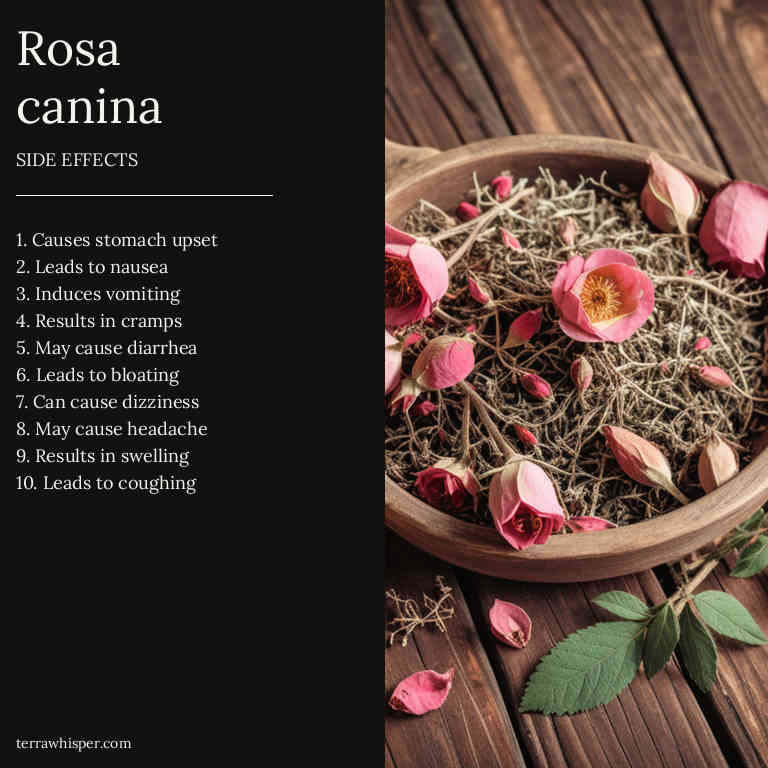 Rosa
canina
SIDE EFFECTS
1. Causes stomach upset
2. Leads to nausea
3. Induces vomiting
4. Results in cramps
5. May cause diarrhea
6. Leads to bloating
7. Can cause dizziness
8. May cause headache
9. Results in swelling
10. Leads to coughing
terrawhisper.com